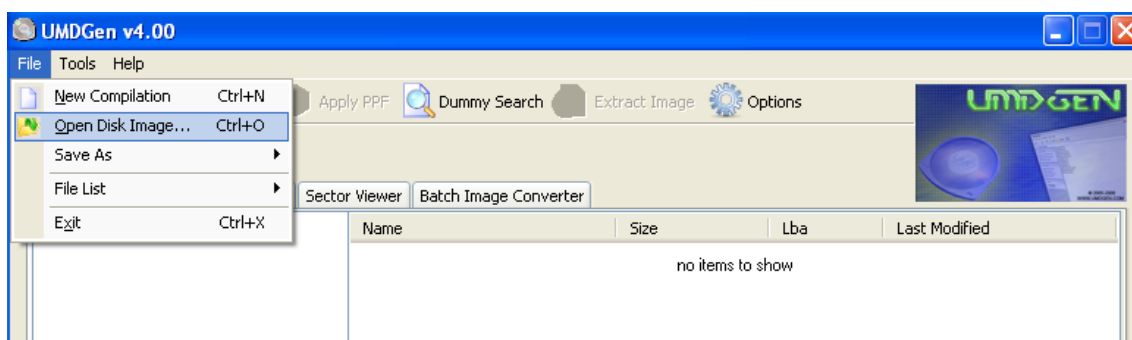 UMDGen v4.00
File Tools Help
New Compilation Ctrl+N
Open Disk Image... Ctrl+O
Save As
File List
Exit Ctrl+X
Apply PPF Dummy Search Extract Image Options
UMDGEN
Sector Viewer Batch Image Converter
Name Size Lba Last Modified
no items to show